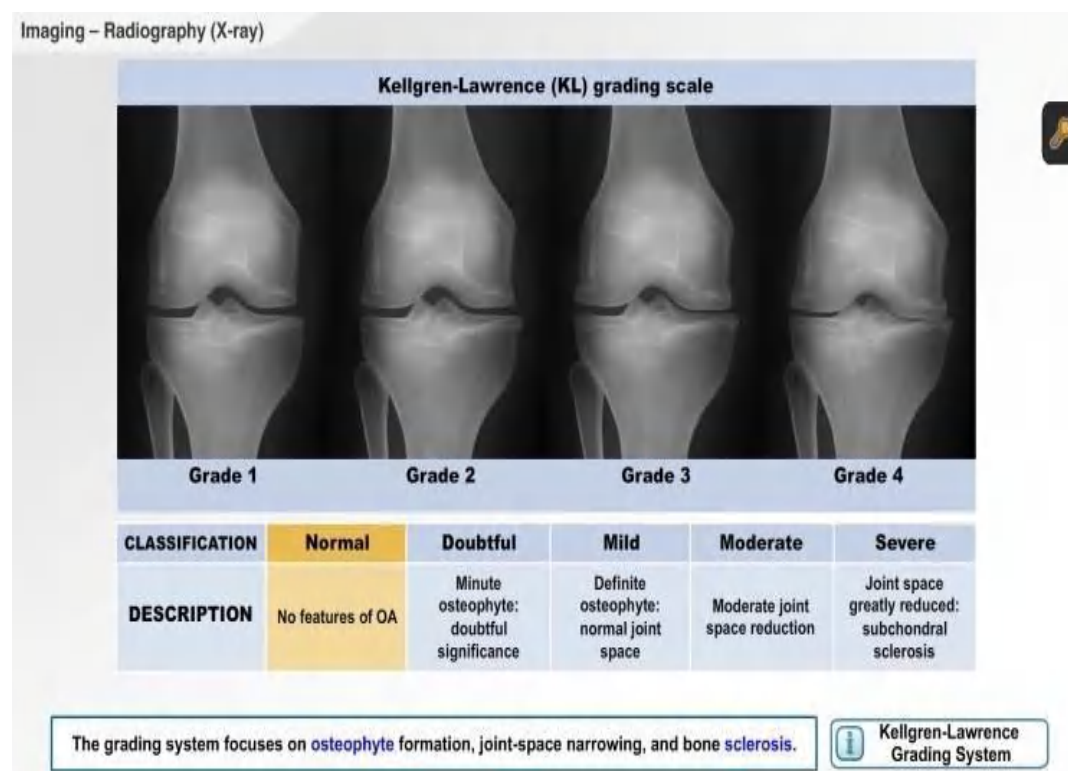 Imaging – Radiography (X-ray)
Kellgren-Lawrence (KL) grading scale
Grade 1 Grade 2 Grade 3 Grade 4
CLASSIFICATION Normal Doubtful Mild Moderate Severe
DESCRIPTION
No features of OA
Minute
osteophyte:
doubtful
significance
Definite
osteophyte:
normal joint
space
Moderate joint
space reduction
Joint space
greatly reduced:
subchondral
sclerosis
The grading system focuses on osteophyte formation, joint-space narrowing, and bone sclerosis.
i
Kellgren-Lawrence
Grading System